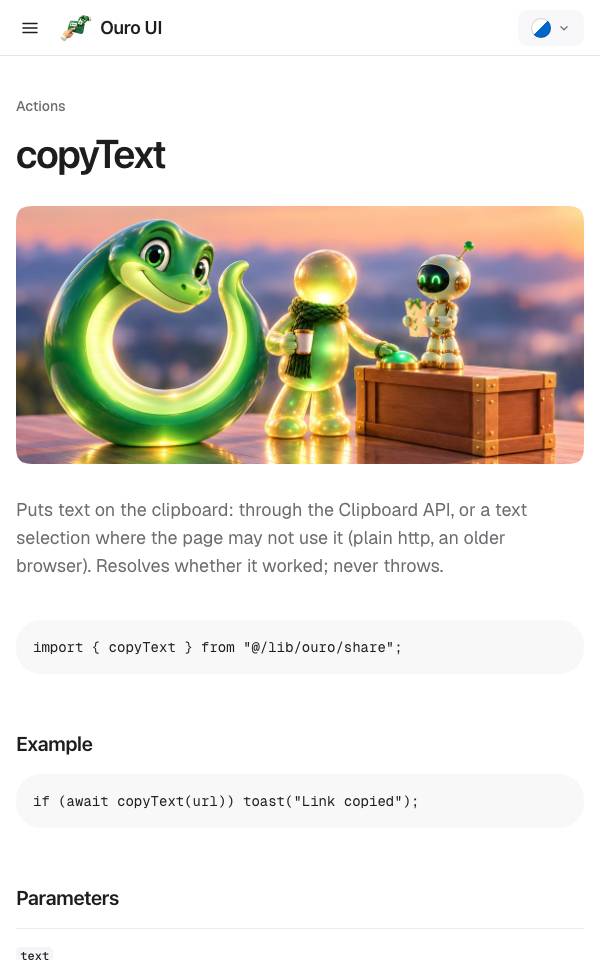 Ouro UI
Actions
copyText
Puts text on the clipboard: through the Clipboard API, or a text
selection where the page may not use it (plain http, an older
browser). Resolves whether it worked; never throws.
import { copyText } from "@/lib/ouro/share";
Example
if (await copyText(url)) toast("Link copied");
Parameters
text